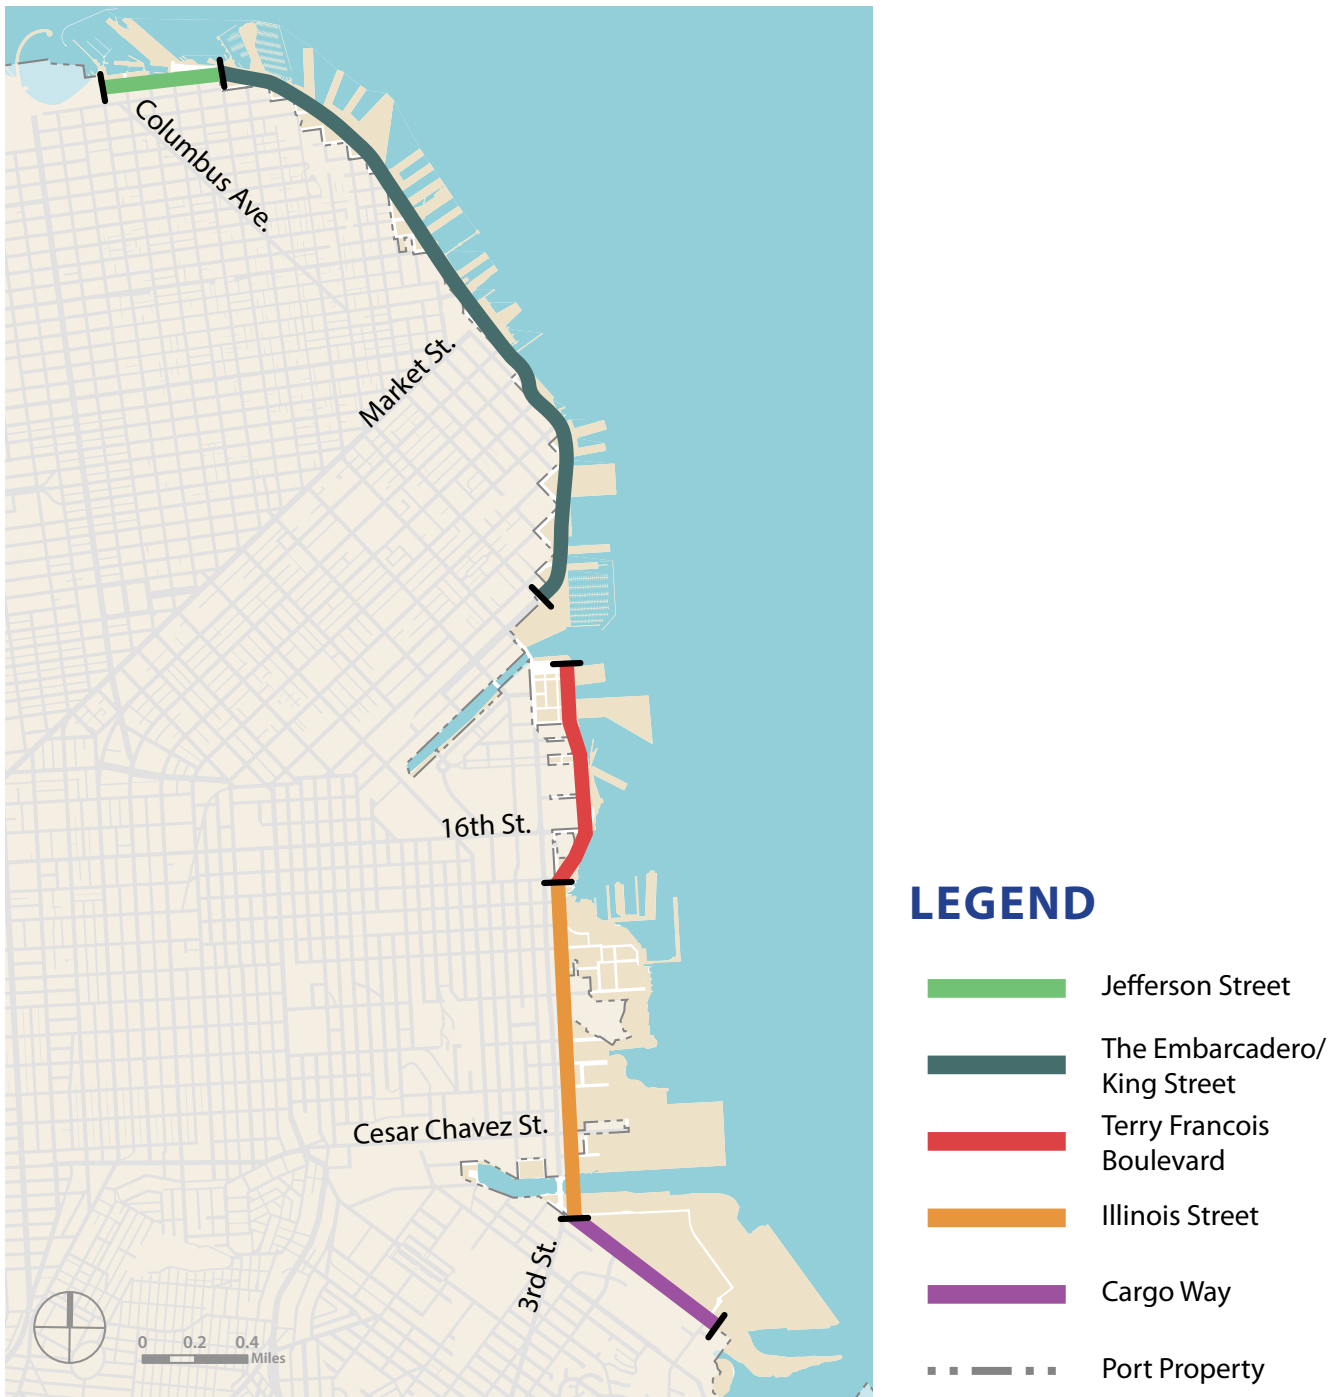 Columbus Ave.
Market St.
16th St.
Cesar Chavez St.
3rd St.
0 0.2 0.4
Miles
LEGEND
Jefferson Street
The Embarcadero/
King Street
Terry Francois
Boulevard
Illinois Street
Cargo Way
Port Property